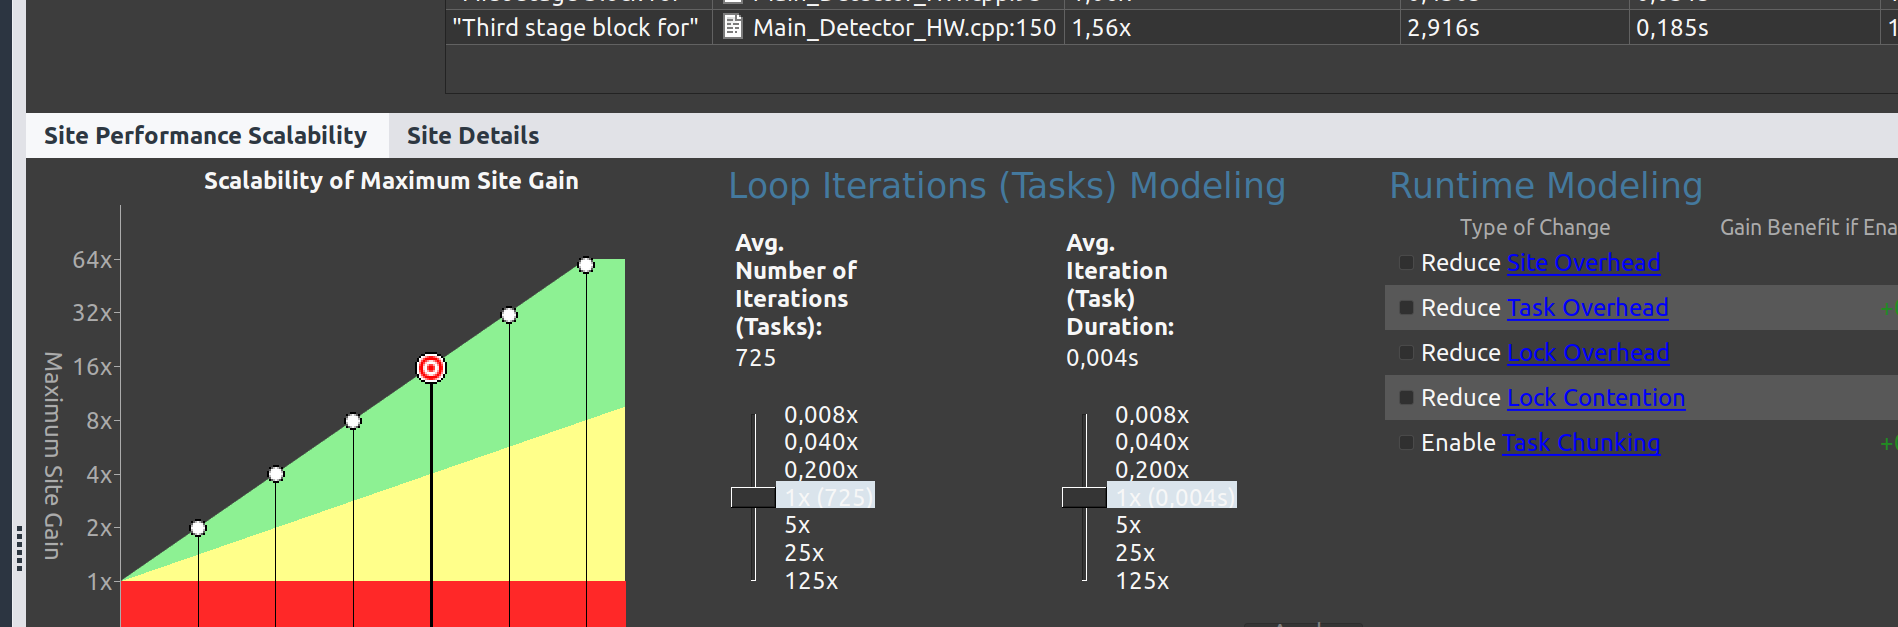 "Third stage block for" Main_Detector_HW.cpp:150 1,56x 2,916s 0,185s
Site Performance Scalability Site Details
Scalability of Maximum Site Gain
Maximum Site Gain
64x
32x
16x
8x
4x
2x
1x
Loop Iterations (Tasks) Modeling
Avg.
Number of
Iterations
(Tasks):
725
0,008x
0,040x
0,200x
1x (725)
5x
25x
125x
Avg.
Iteration
(Task)
Duration:
0,004s
0,008x
0,040x
0,200x
1x (0,004s)
5x
25x
125x
Runtime Modeling
Type of Change Gain Benefit if Ena
Reduce Site Overhead
Reduce Task Overhead
Reduce Lock Overhead
Reduce Lock Contention
Enable Task Chunking